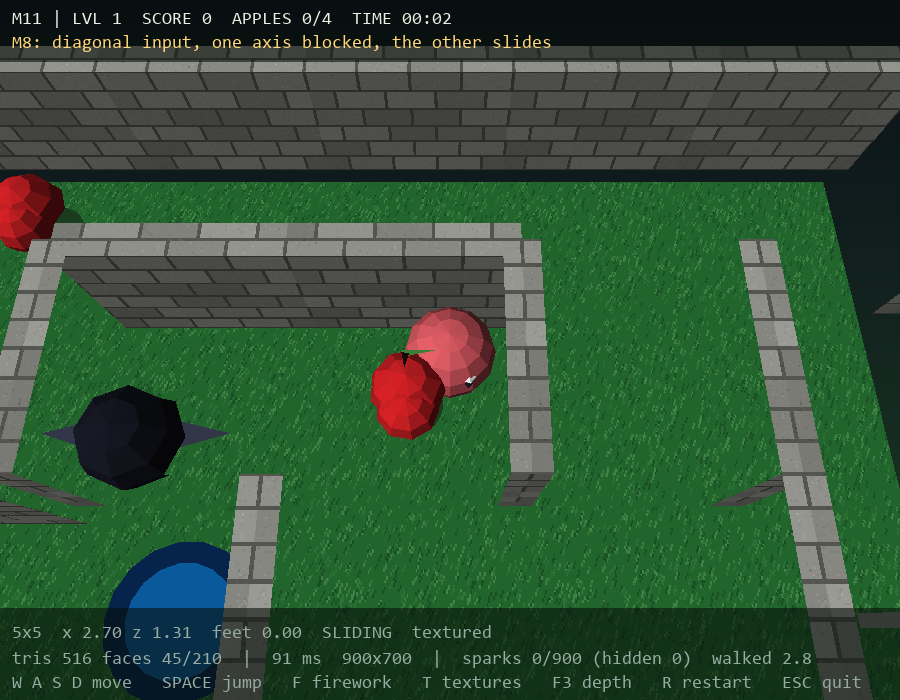 M11 | LVL 1  SCORE 0  APPLES 0/4  TIME 00:02
M8: diagonal input, one axis blocked, the other slides
5x5  x 2.70 z 1.31  feet 0.00  SLIDING  textured
tris 516 faces 45/210  |  91 ms  900x700  |  sparks 0/900 (hidden 0)  walked 2.8
W A S D move   SPACE jump   F firework   T textures   F3 depth   R restart   ESC quit